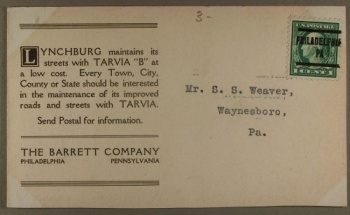 3-
LYNCHBURG maintains its
streets with TARVIA "B" at
a low cost. Every Town, City,
County or State should be interested
in the maintenance of its improved
roads and streets with TARVIA.
Send Postal for information.
THE BARRETT COMPANY
PHILADELPHIA PENNSYLVANIA
PHILADELPHIA
PA.
CENT
Mr. S. S. Weaver,
Waynesboro,
Pa.